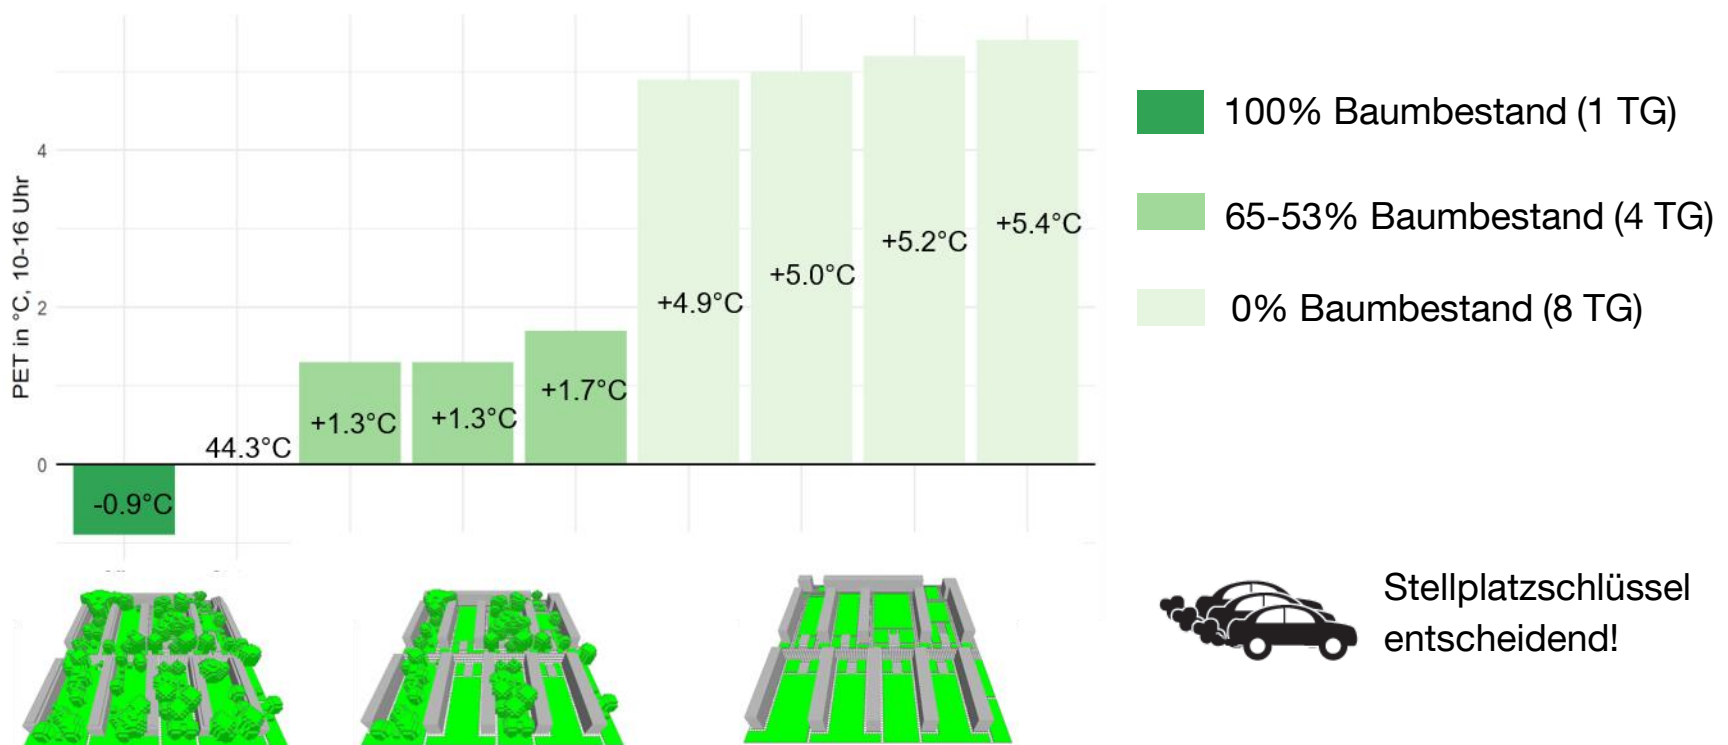 PET in °C, 10-16 Uhr
4
2
0
-0.9°C
44.3°C
+1.3°C
+1.3°C
+1.7°C
+4.9°C
+5.0°C
+5.2°C
+5.4°C
100% Baumbestand (1 TG)
65-53% Baumbestand (4 TG)
0% Baumbestand (8 TG)
Stellplatzschlüssel
entscheidend!